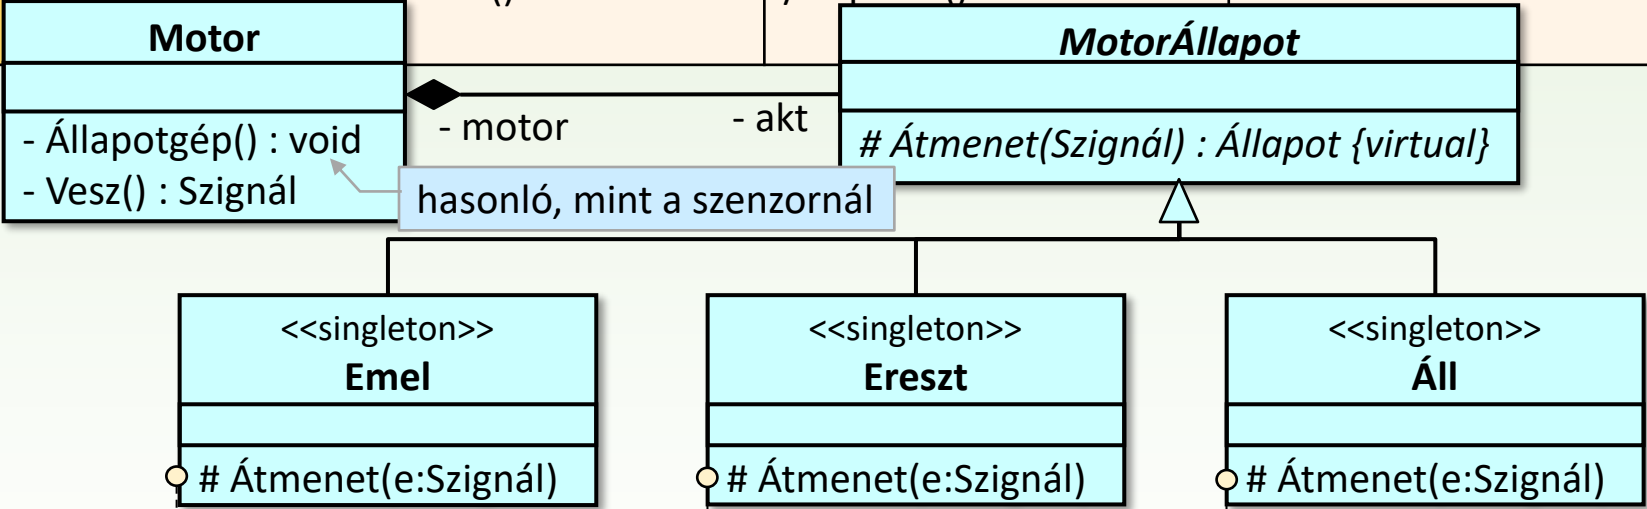 Motor
- Állapotgép() : void
- Vesz() : Szignál
- motor
- akt
hasonló, mint a szenzornál
MotorÁllapot
# Átmenet(Szignál) : Állapot {virtual}
<<singleton>>
Emel
# Átmenet(e:Szignál)
<<singleton>>
Ereszt
# Átmenet(e:Szignál)
<<singleton>>
Áll
# Átmenet(e:Szignál)